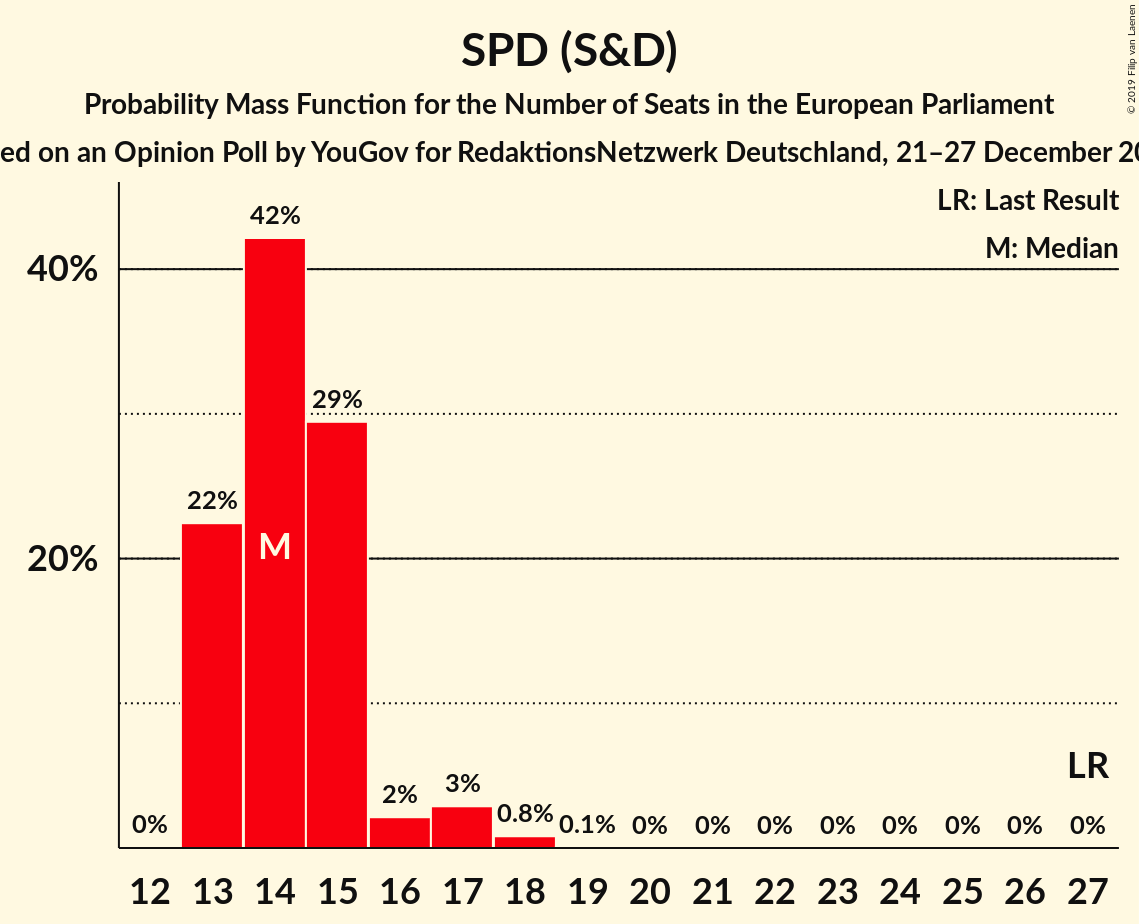 SPD (S&D)
Probability Mass Function for the Number of Seats in the European Parliament
ed on an Opinion Poll by YouGov for RedaktionsNetzwerk Deutschland, 21–27 December 20
© 2019 Filip van Laenen
LR: Last Result
M: Median
40%
20%
0% 22% 42% 29% 2% 3% 0.8% 0.1% 0% 0% 0% 0% 0% 0% 0% 0%
M
LR
12 13 14 15 16 17 18 19 20 21 22 23 24 25 26 27